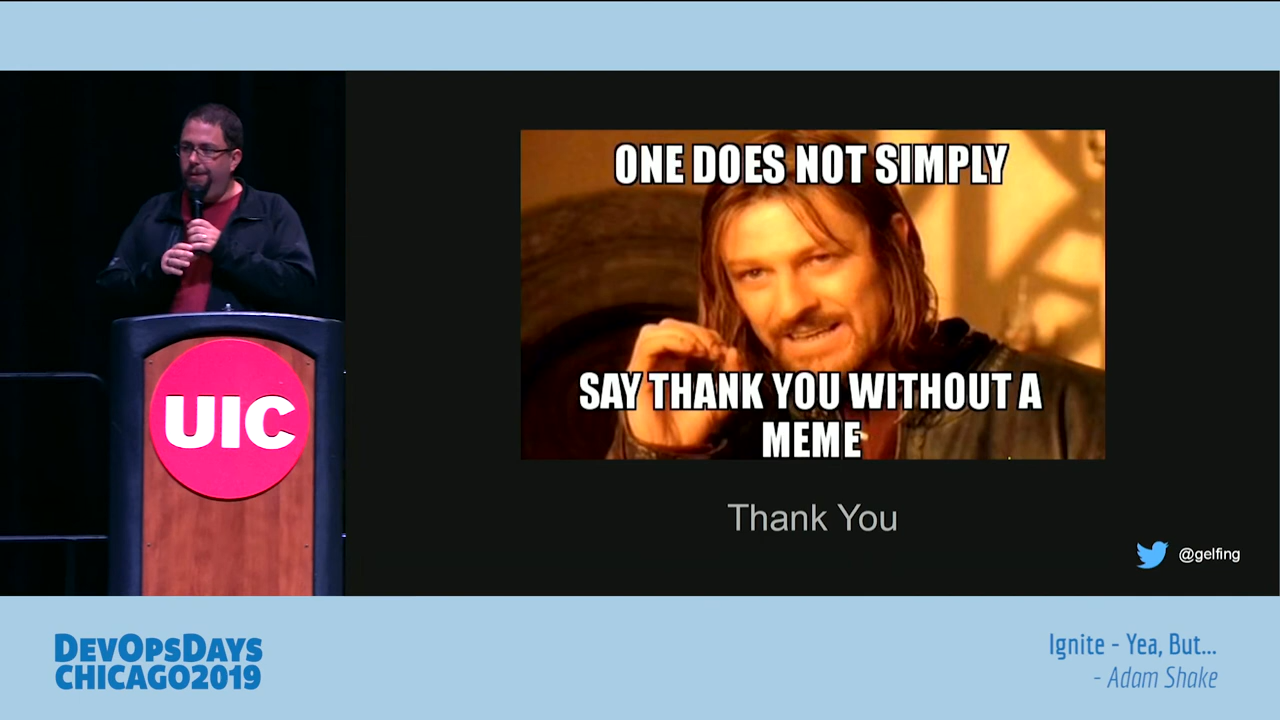 ONE DOES NOT SIMPLY
SAY THANK YOU WITHOUT A
MEME
Thank You
@gelfing
UIC
DEVOPSDAYS
CHICAGO2019
Ignite - Yea, But...
- Adam Shake